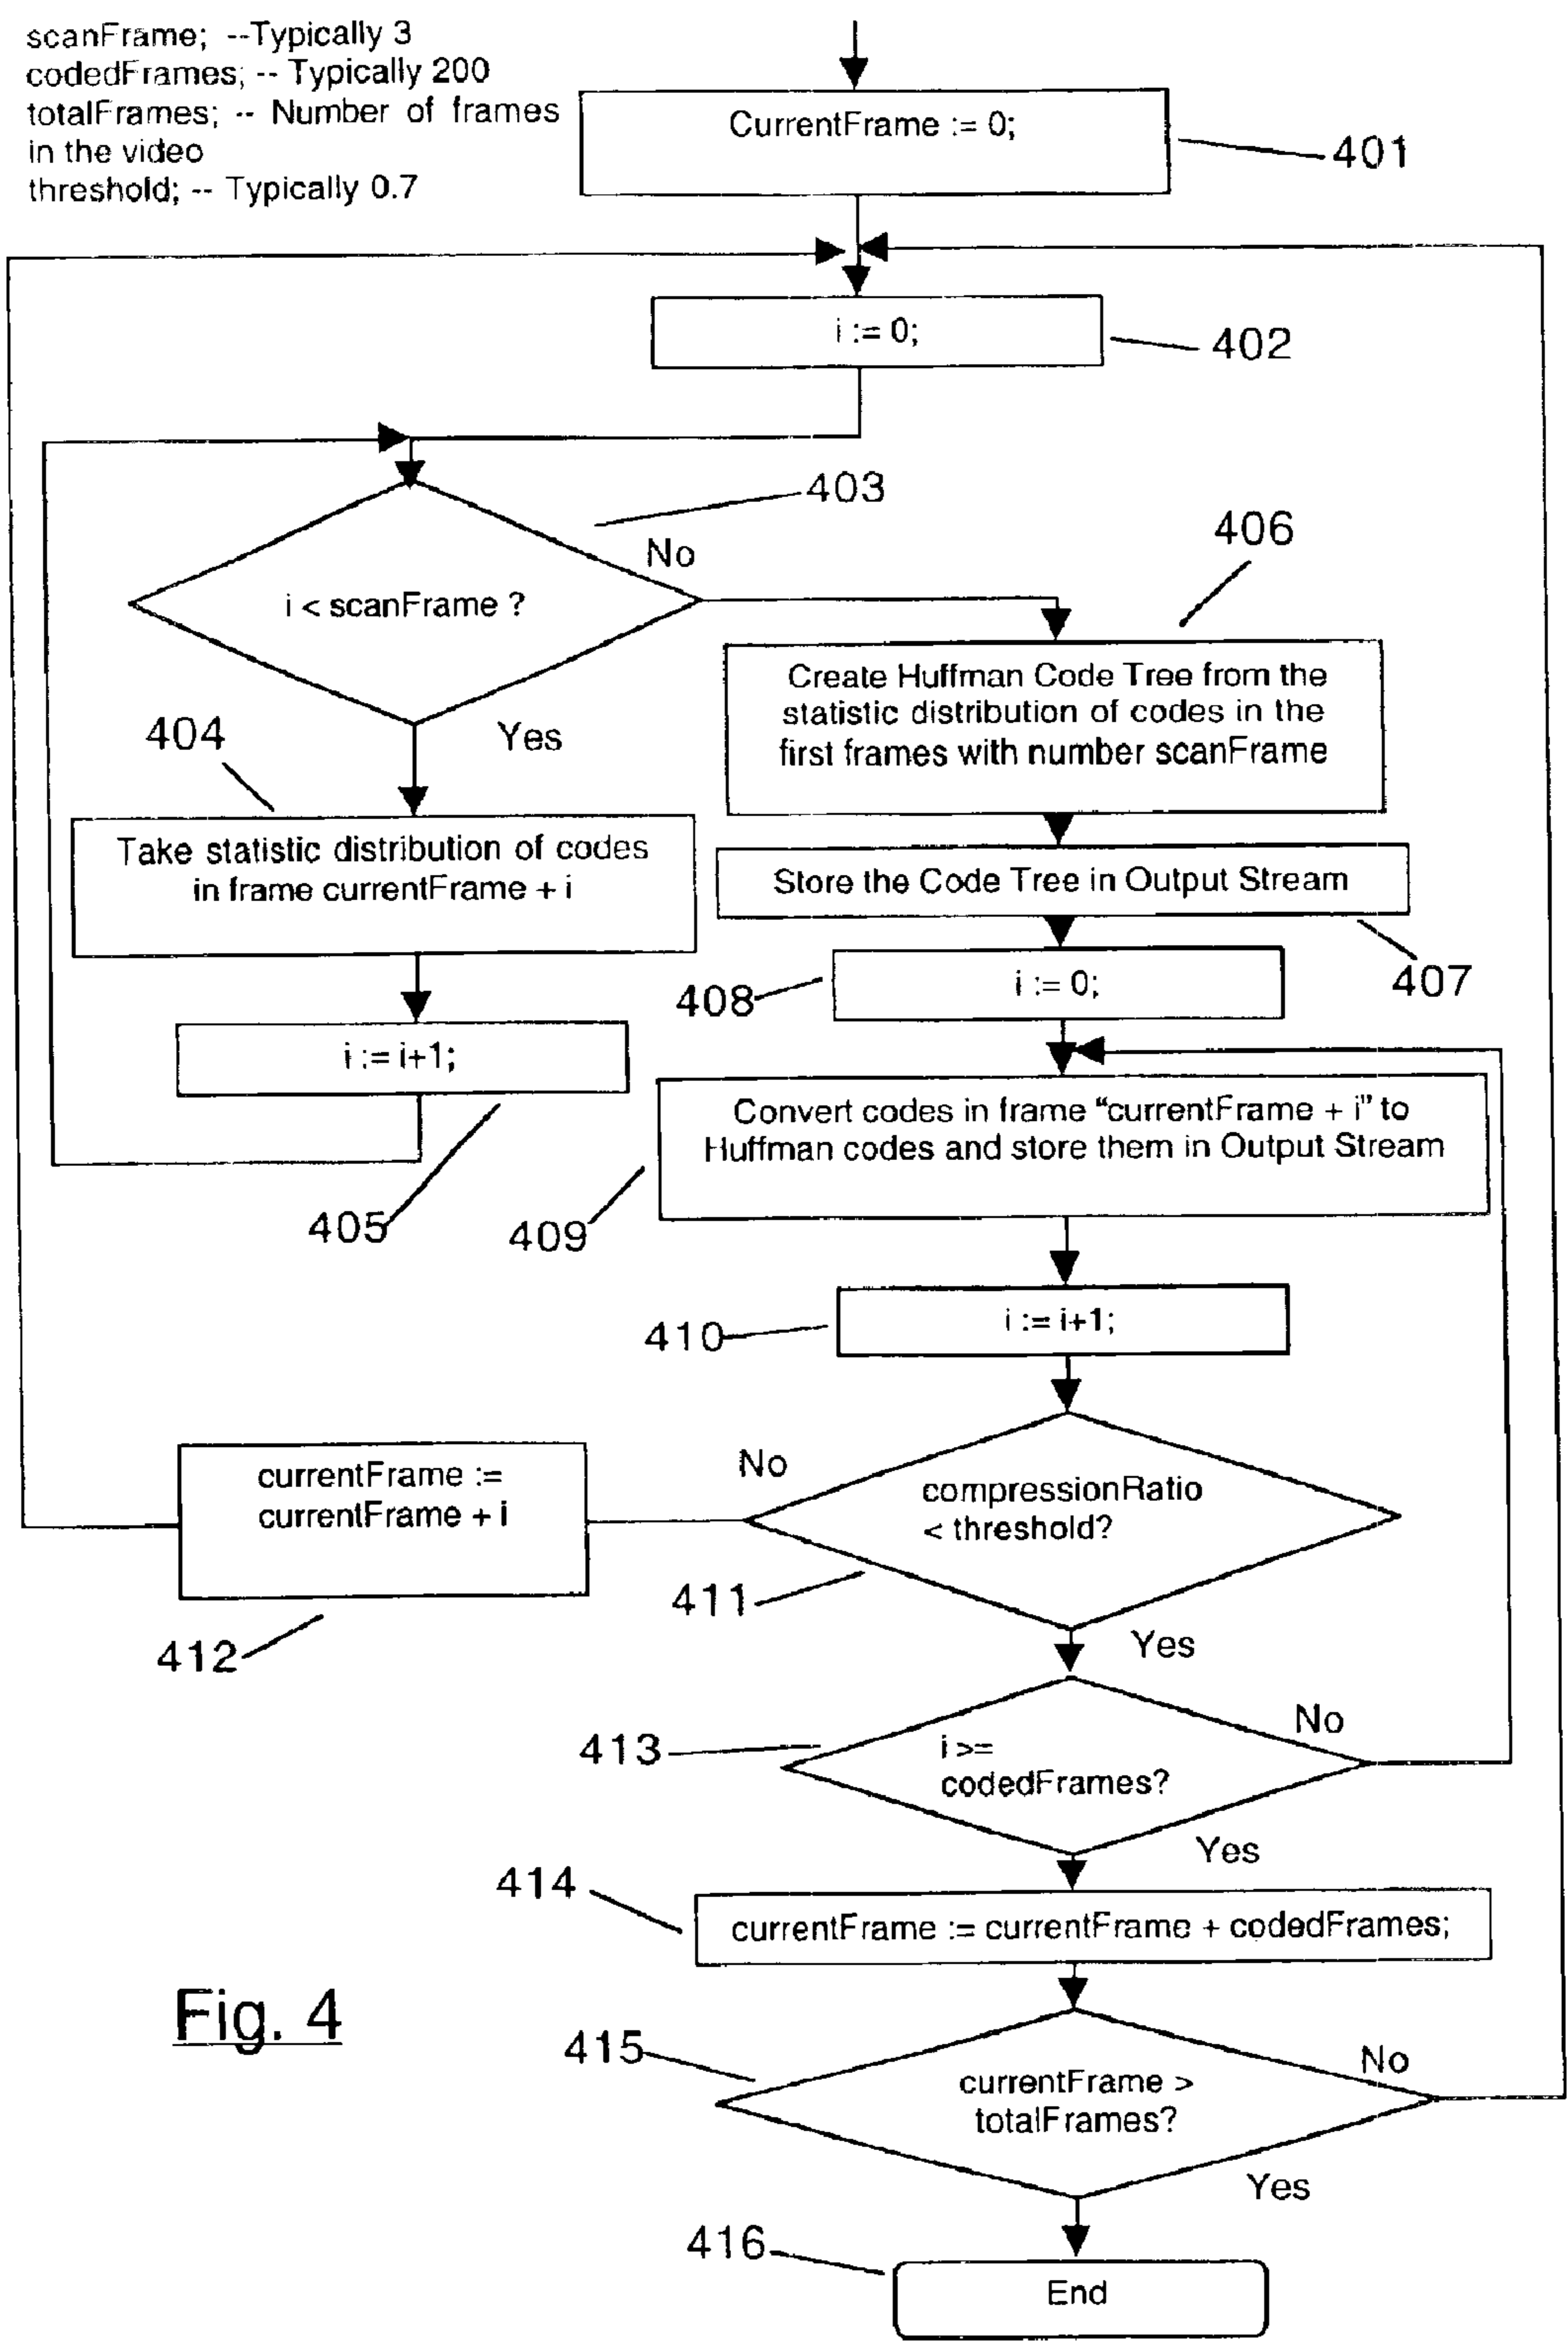 scanFrame; --Typically 3
codedFrames; -- Typically 200
totalFrames; -- Number of frames
in the video
threshold; -- Typically 0.7
CurrentFrame := 0;
401
i := 0;
402
403
No
i < scanFrame ?
Yes
406
Create Huffman Code Tree from the
statistic distribution of codes in the
first frames with number scanFrame
404
Take statistic distribution of codes
in frame currentFrame + i
Store the Code Tree in Output Stream
407
408
i := 0;
i := i+1;
405
Convert codes in frame “currentFrame + i” to
Huffman codes and store them in Output Stream
409
410
i := i+1;
currentFrame :=
currentFrame + i
412
No
compressionRatio
< threshold?
411
Yes
413
i >=
codedFrames?
No
Yes
414
currentFrame := currentFrame + codedFrames;
Fig. 4
415
currentFrame >
totalFrames?
No
Yes
416
End